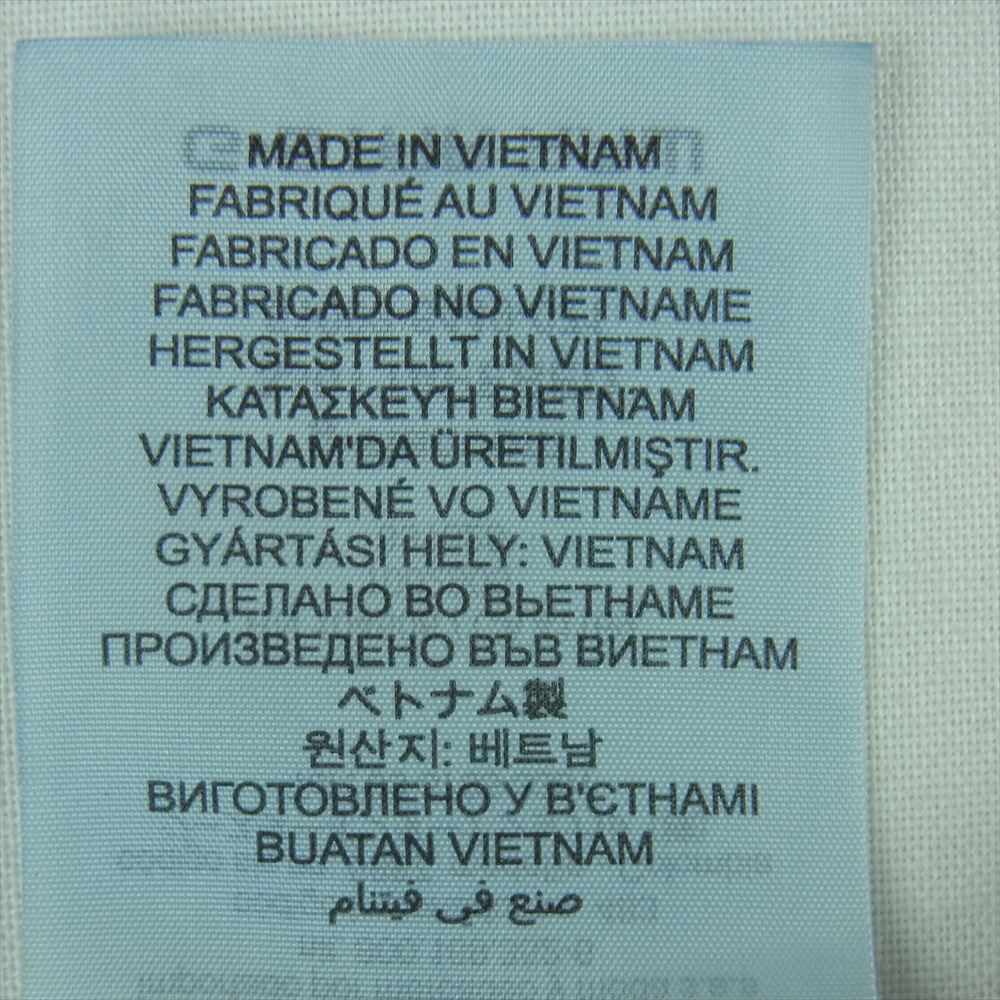 MADE IN VIETNAM
FABRIQUÉ AU VIETNAM
FABRICADO EN VIETNAM
FABRICADO NO VIETNAME
HERGESTELLT IN VIETNAM
ΚΑΤΑΣΚΕΥΉ ΒΙΕΤΝΆΜ
VIETNAM'DA ÜRETILMIŞTIR.
VYROBENÉ VO VIETNAME
GYÁRTÁSI HELY: VIETNAM
СДЕЛАНО ВО ВЬЕТНАМЕ
ПРОИЗВЕДЕНО ВЪВ ВИЕТНАМ
ベトナム製
원산지: 베트남
ВИГОТОВЛЕНО У В'ЄТНАМІ
BUATAN VIETNAM
صنع في فيتنام